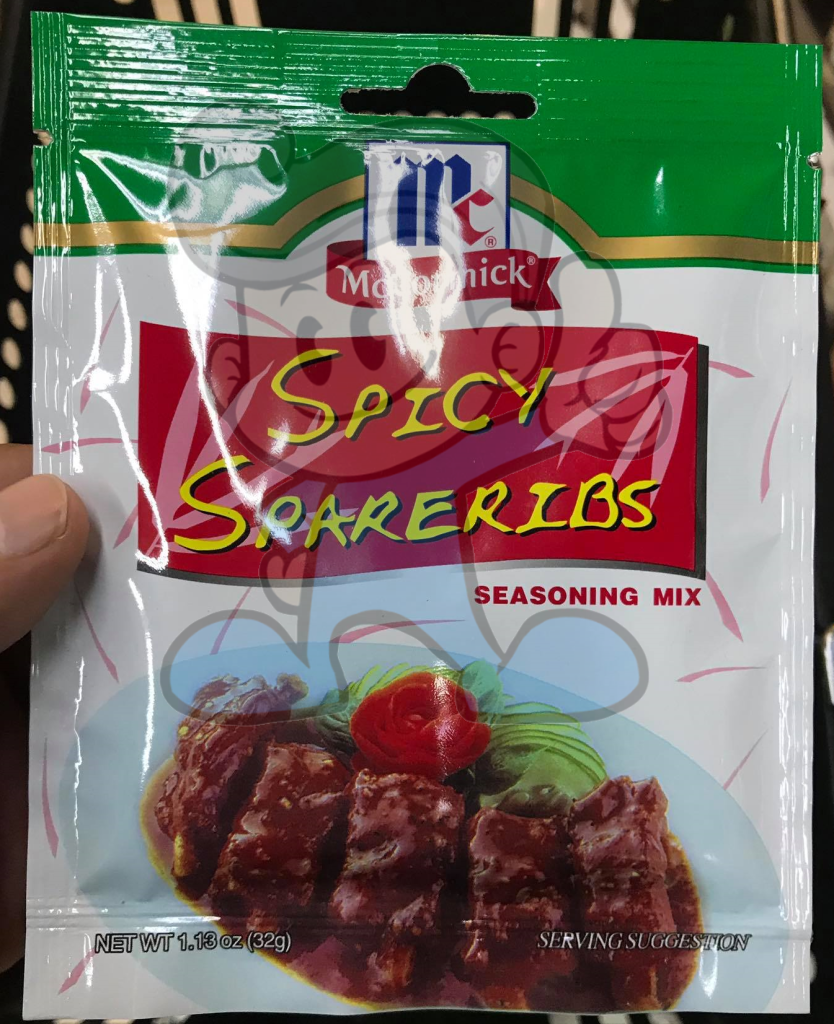 Mc®
McCormick®
SPICY
SPARERIBS
SEASONING MIX
NET WT 1.13 oz (32g)
SERVING SUGGESTION